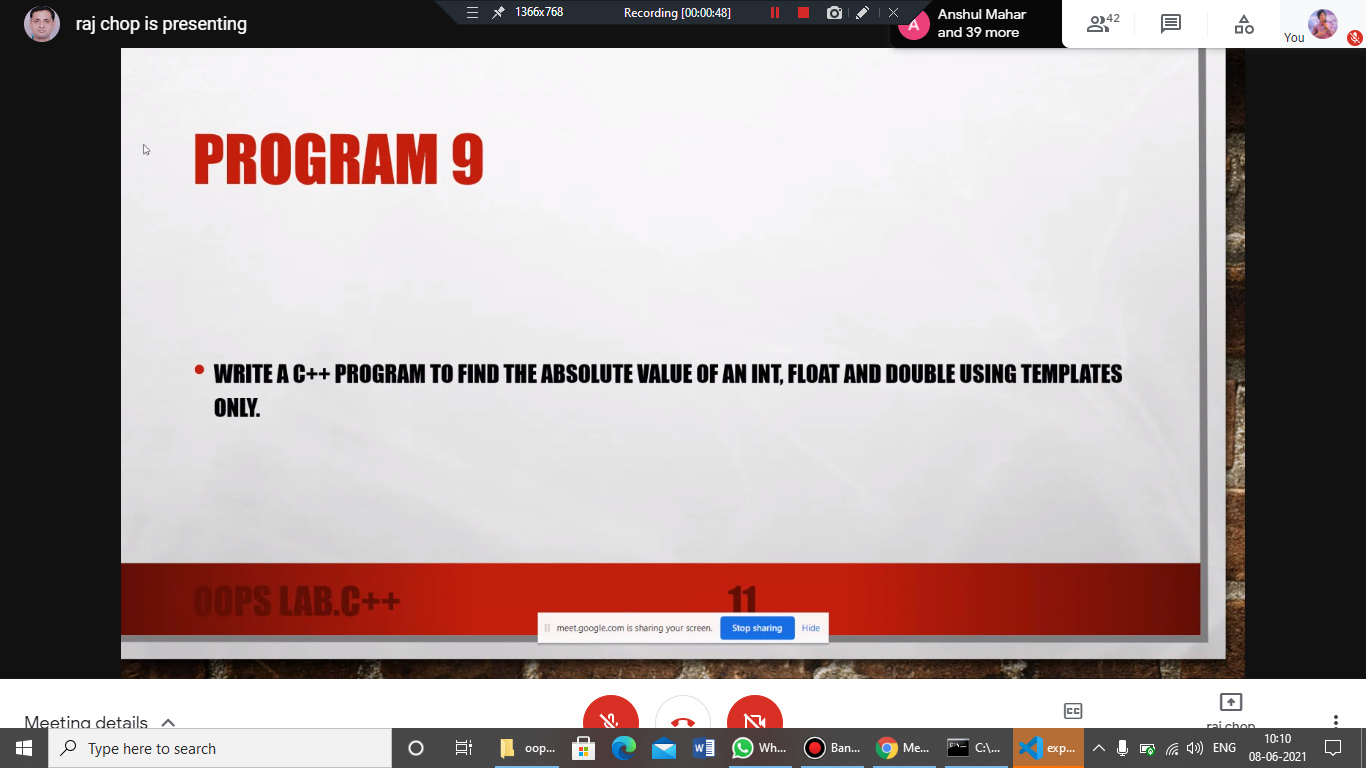 raj chop is presenting
1366x768
Recording [00:00:48]
A
Anshul Mahar
and 39 more
42
You
PROGRAM 9
WRITE A C++ PROGRAM TO FIND THE ABSOLUTE VALUE OF AN INT, FLOAT AND DOUBLE USING TEMPLATES
ONLY.
OOPS LAB.C++
11
meet.google.com is sharing your screen.
Stop sharing
Hide
Meeting details
CC
raj chop
Type here to search
oop...
Wh...
Ban...
Me...
C:\...
exp...
ENG
10:10
08-06-2021